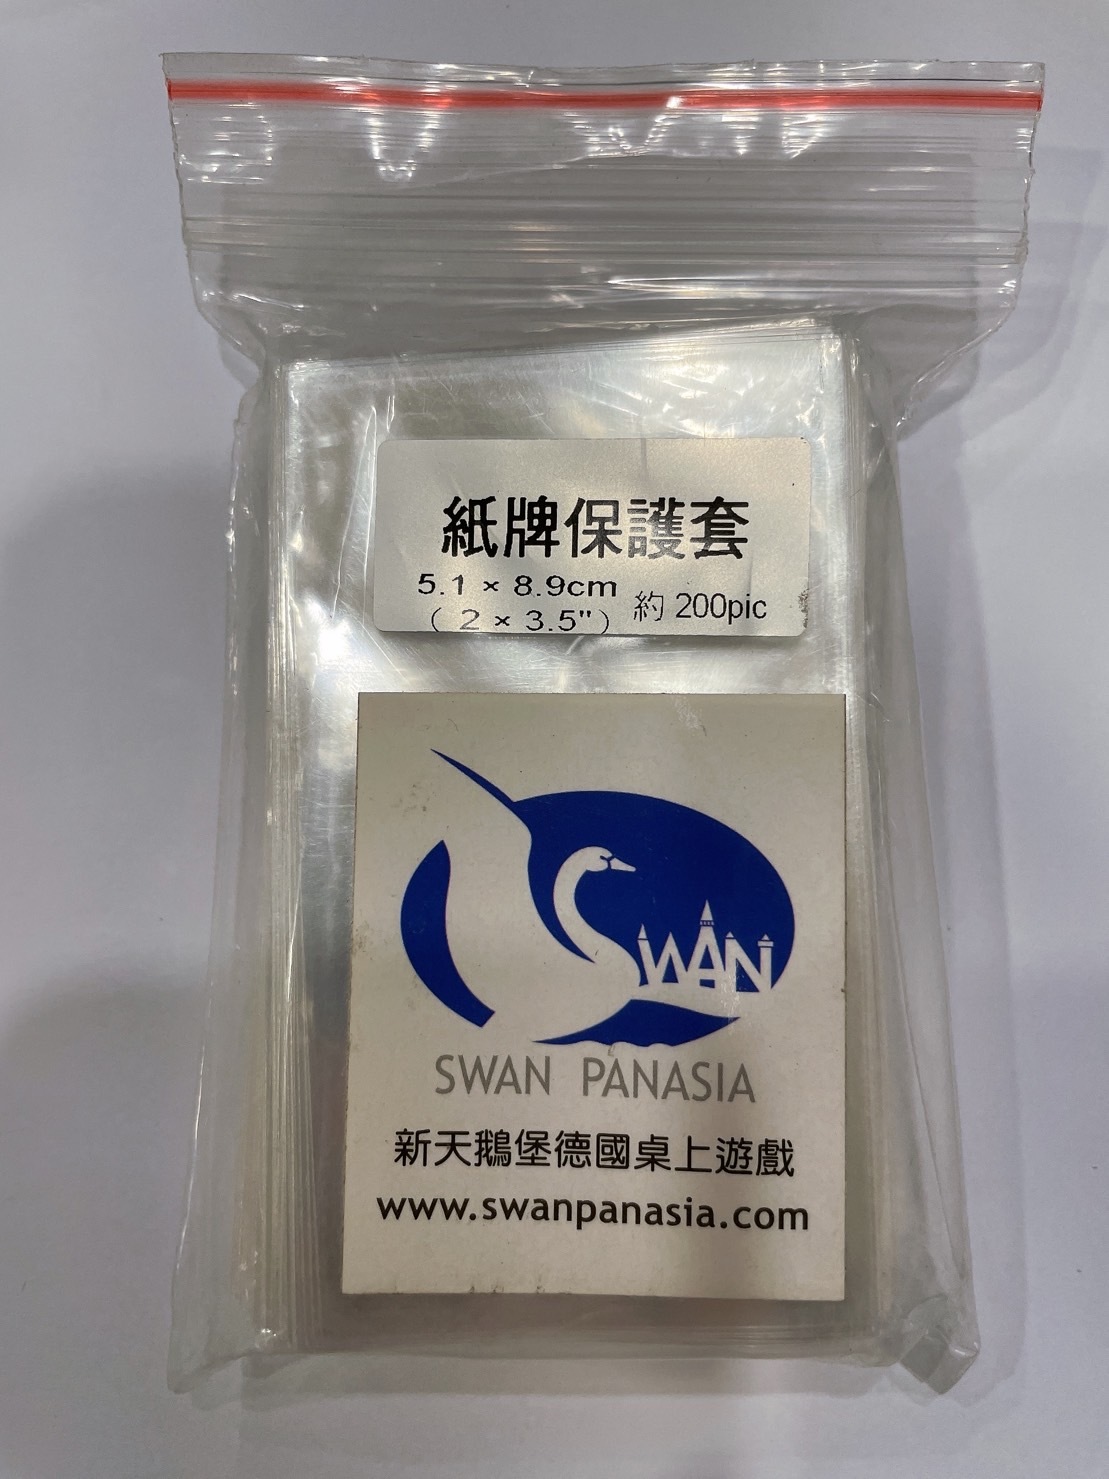 紙牌保護套
5.1 × 8.9cm
( 2 × 3.5") 約 200pic
SWAN
SWAN PANASIA
新天鵝堡德國桌上遊戲
www.swanpanasia.com